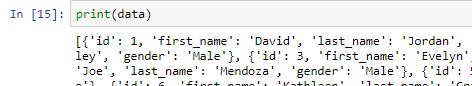 In [15]: print(data)
[{'id': 1, 'first_name': 'David', 'last_name': 'Jordan', '
ley', 'gender': 'Male'}, {'id': 3, 'first_name': 'Evelyn'
'Joe', 'last_name': 'Mendoza', 'gender': 'Male'}, {'id':